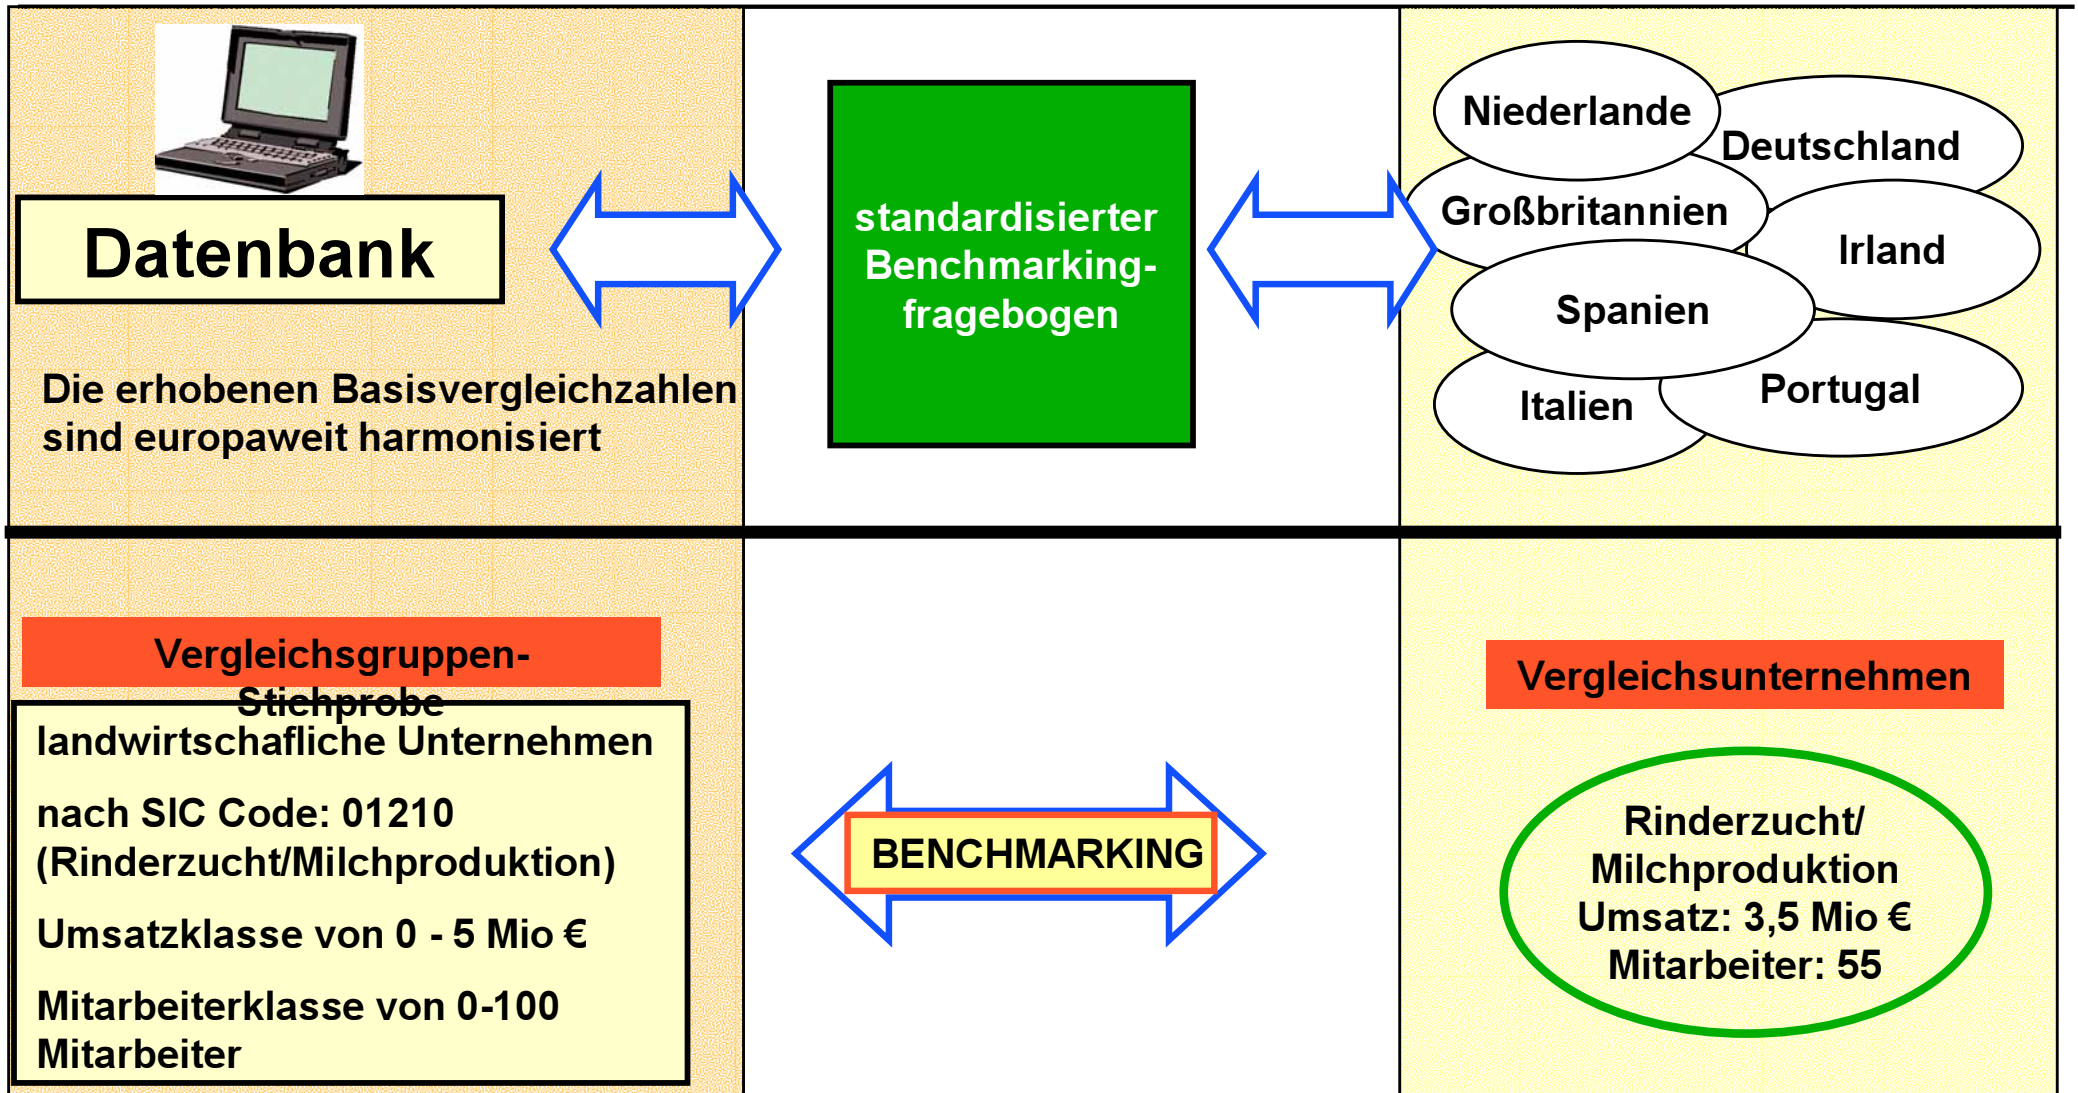 Datenbank
Die erhobenen Basisvergleichzahlen
sind europaweit harmonisiert
standardisierter
Benchmarking-
fragebogen
Niederlande
Deutschland
Großbritannien
Irland
Spanien
Italien
Portugal
Vergleichsgruppen-
Stichprobe
landwirtschafliche Unternehmen
nach SIC Code: 01210
(Rinderzucht/Milchproduktion)
Umsatzklasse von 0 - 5 Mio €
Mitarbeiterklasse von 0-100
Mitarbeiter
BENCHMARKING
Vergleichsunternehmen
Rinderzucht/
Milchproduktion
Umsatz: 3,5 Mio €
Mitarbeiter: 55